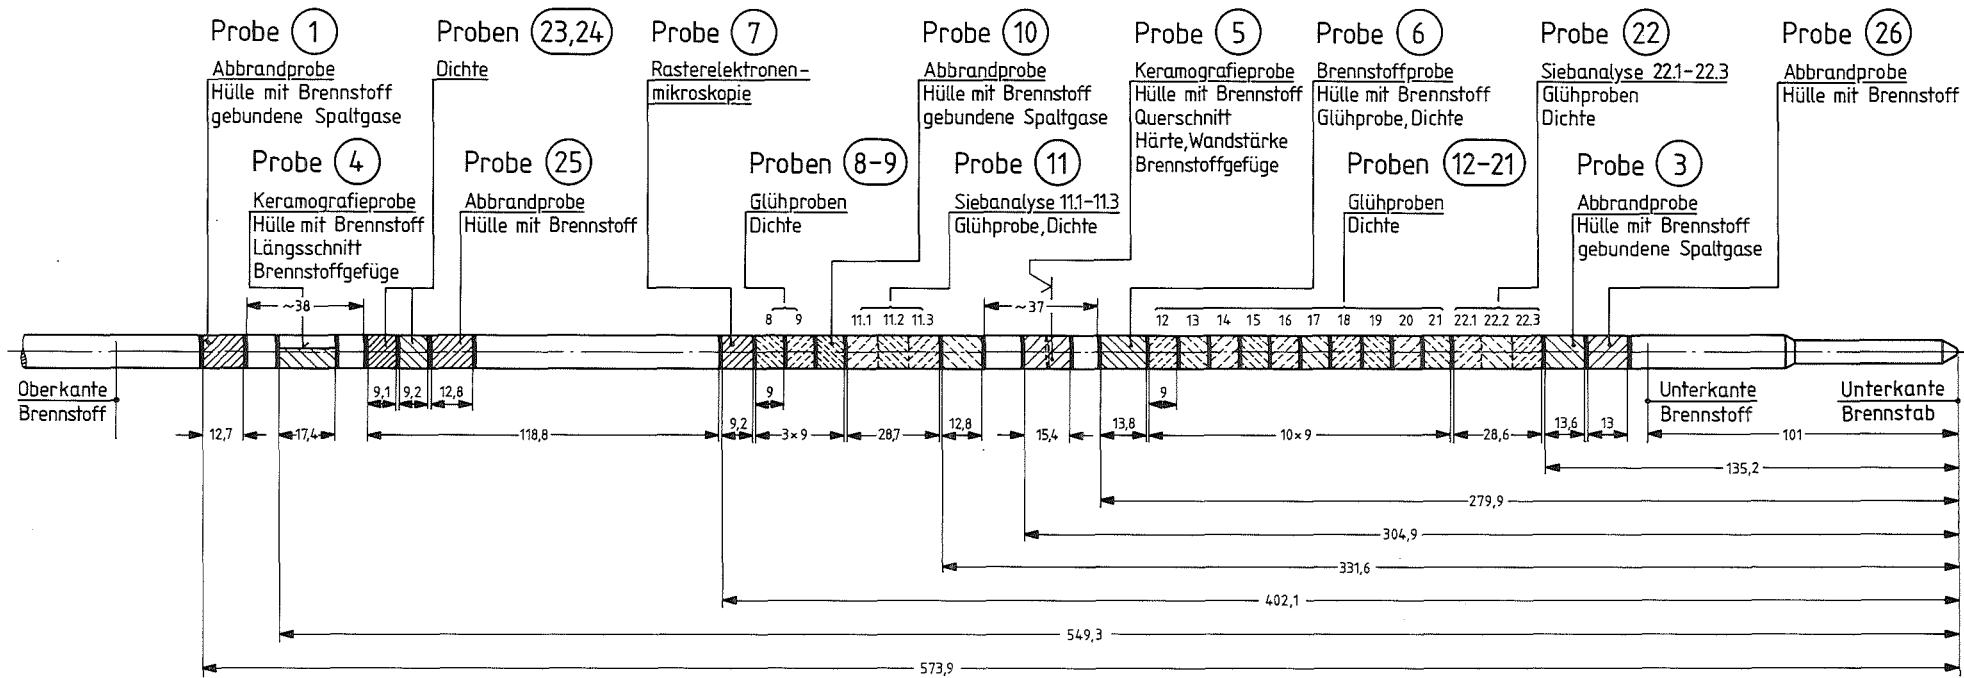 Probe 1
Abbrandprobe
Hülle mit Brennstoff
gebundene Spaltgase
Proben 23,24
Dichte
Probe 7
Rasterelektronen-
mikroskopie
Probe 10
Abbrandprobe
Hülle mit Brennstoff
gebundene Spaltgase
Probe 5
Keramografieprobe
Hülle mit Brennstoff
Querschnitt
Härte, Wandstärke
Brennstoffgefüge
Probe 6
Brennstoffprobe
Hülle mit Brennstoff
Glühprobe, Dichte
Probe 22
Siebanalyse 22.1-22.3
Glühproben
Dichte
Probe 26
Abbrandprobe
Hülle mit Brennstoff
Probe 4
Keramografieprobe
Hülle mit Brennstoff
Längsschnitt
Brennstoffgefüge
Probe 25
Abbrandprobe
Hülle mit Brennstoff
Proben 8-9
Glühproben
Dichte
Probe 11
Siebanalyse 11.1-11.3
Glühprobe, Dichte
Proben 12-21
Glühproben
Dichte
Probe 3
Abbrandprobe
Hülle mit Brennstoff
gebundene Spaltgase
~38
~37
8 9 11.1 11.2 11.3 12 13 14 15 16 17 18 19 20 21 22.1 22.2 22.3
Oberkante
Brennstoff
9,1 9,2 12,8 9 9
Unterkante
Brennstoff
Unterkante
Brennstab
12,7 17,4 118,8 9,2 3×9 28,7 12,8 15,4 13,8 10×9 28,6 13,6 13 101
135,2
279,9
304,9
331,6
402,1
549,3
573,9